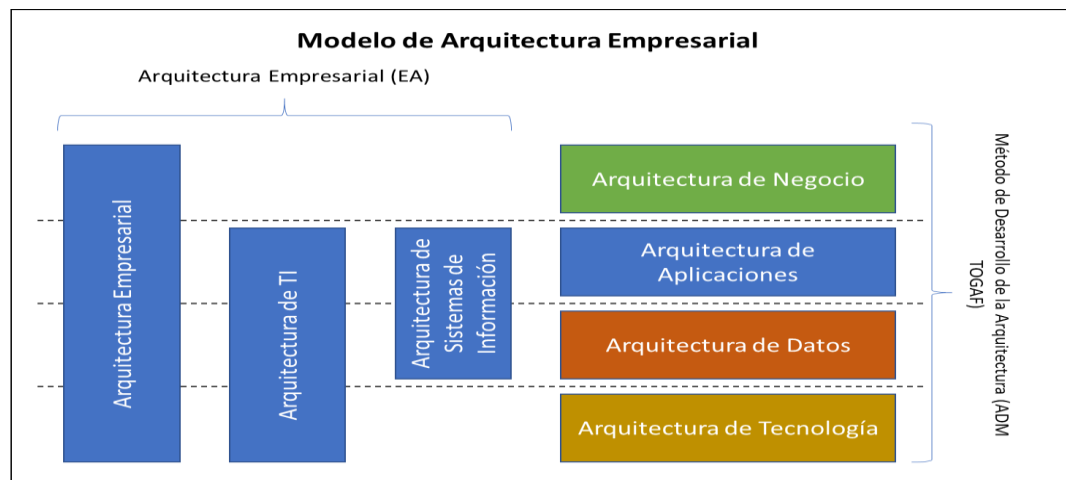 Modelo de Arquitectura Empresarial
Arquitectura Empresarial (EA)
Arquitectura Empresarial
Arquitectura de TI
Arquitectura de
Sistemas de
Información
Arquitectura de Negocio
Arquitectura de
Aplicaciones
Arquitectura de Datos
Arquitectura de Tecnología
Método de Desarrollo de la Arquitectura (ADM
TOGAF)